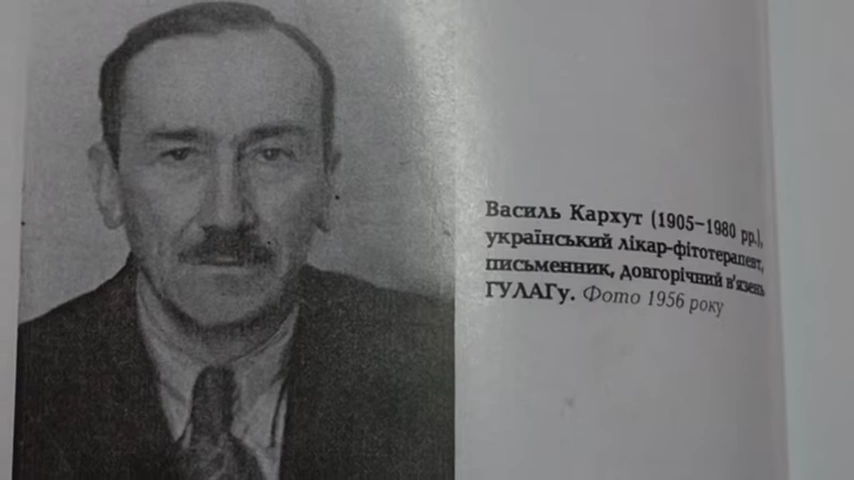 Василь Кархут (1905–1980 рр.),
український лікар-фітотерапевт,
письменник, довгорічний в'язень
ГУЛАГу. Фото 1956 року